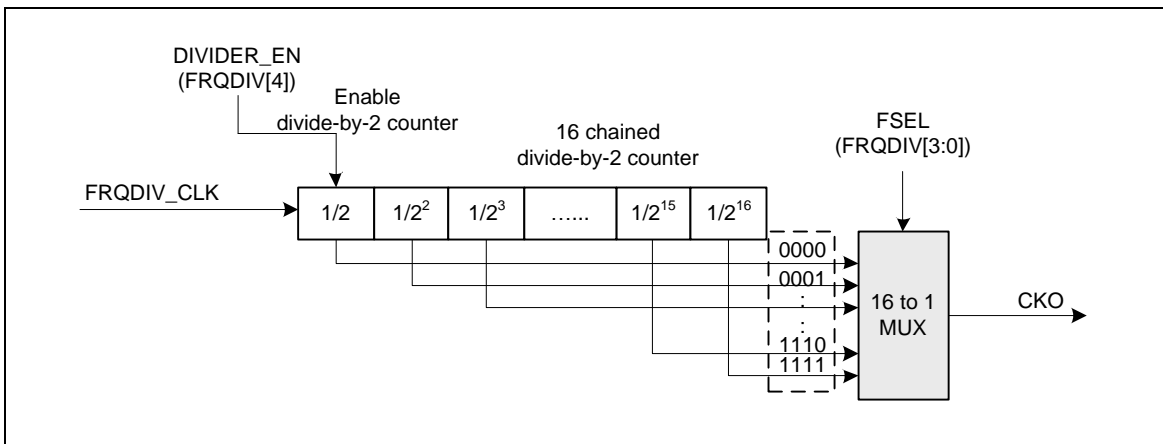 DIVIDER_EN
(FRQDIV[4])
Enable
divide-by-2 counter
16 chained
divide-by-2 counter
FSEL
(FRQDIV[3:0])
FRQDIV_CLK
1/2
1/2²
1/2³
…...
1/2¹⁵
1/2¹⁶
0000
0001
:
:
1110
1111
16 to 1
MUX
CKO